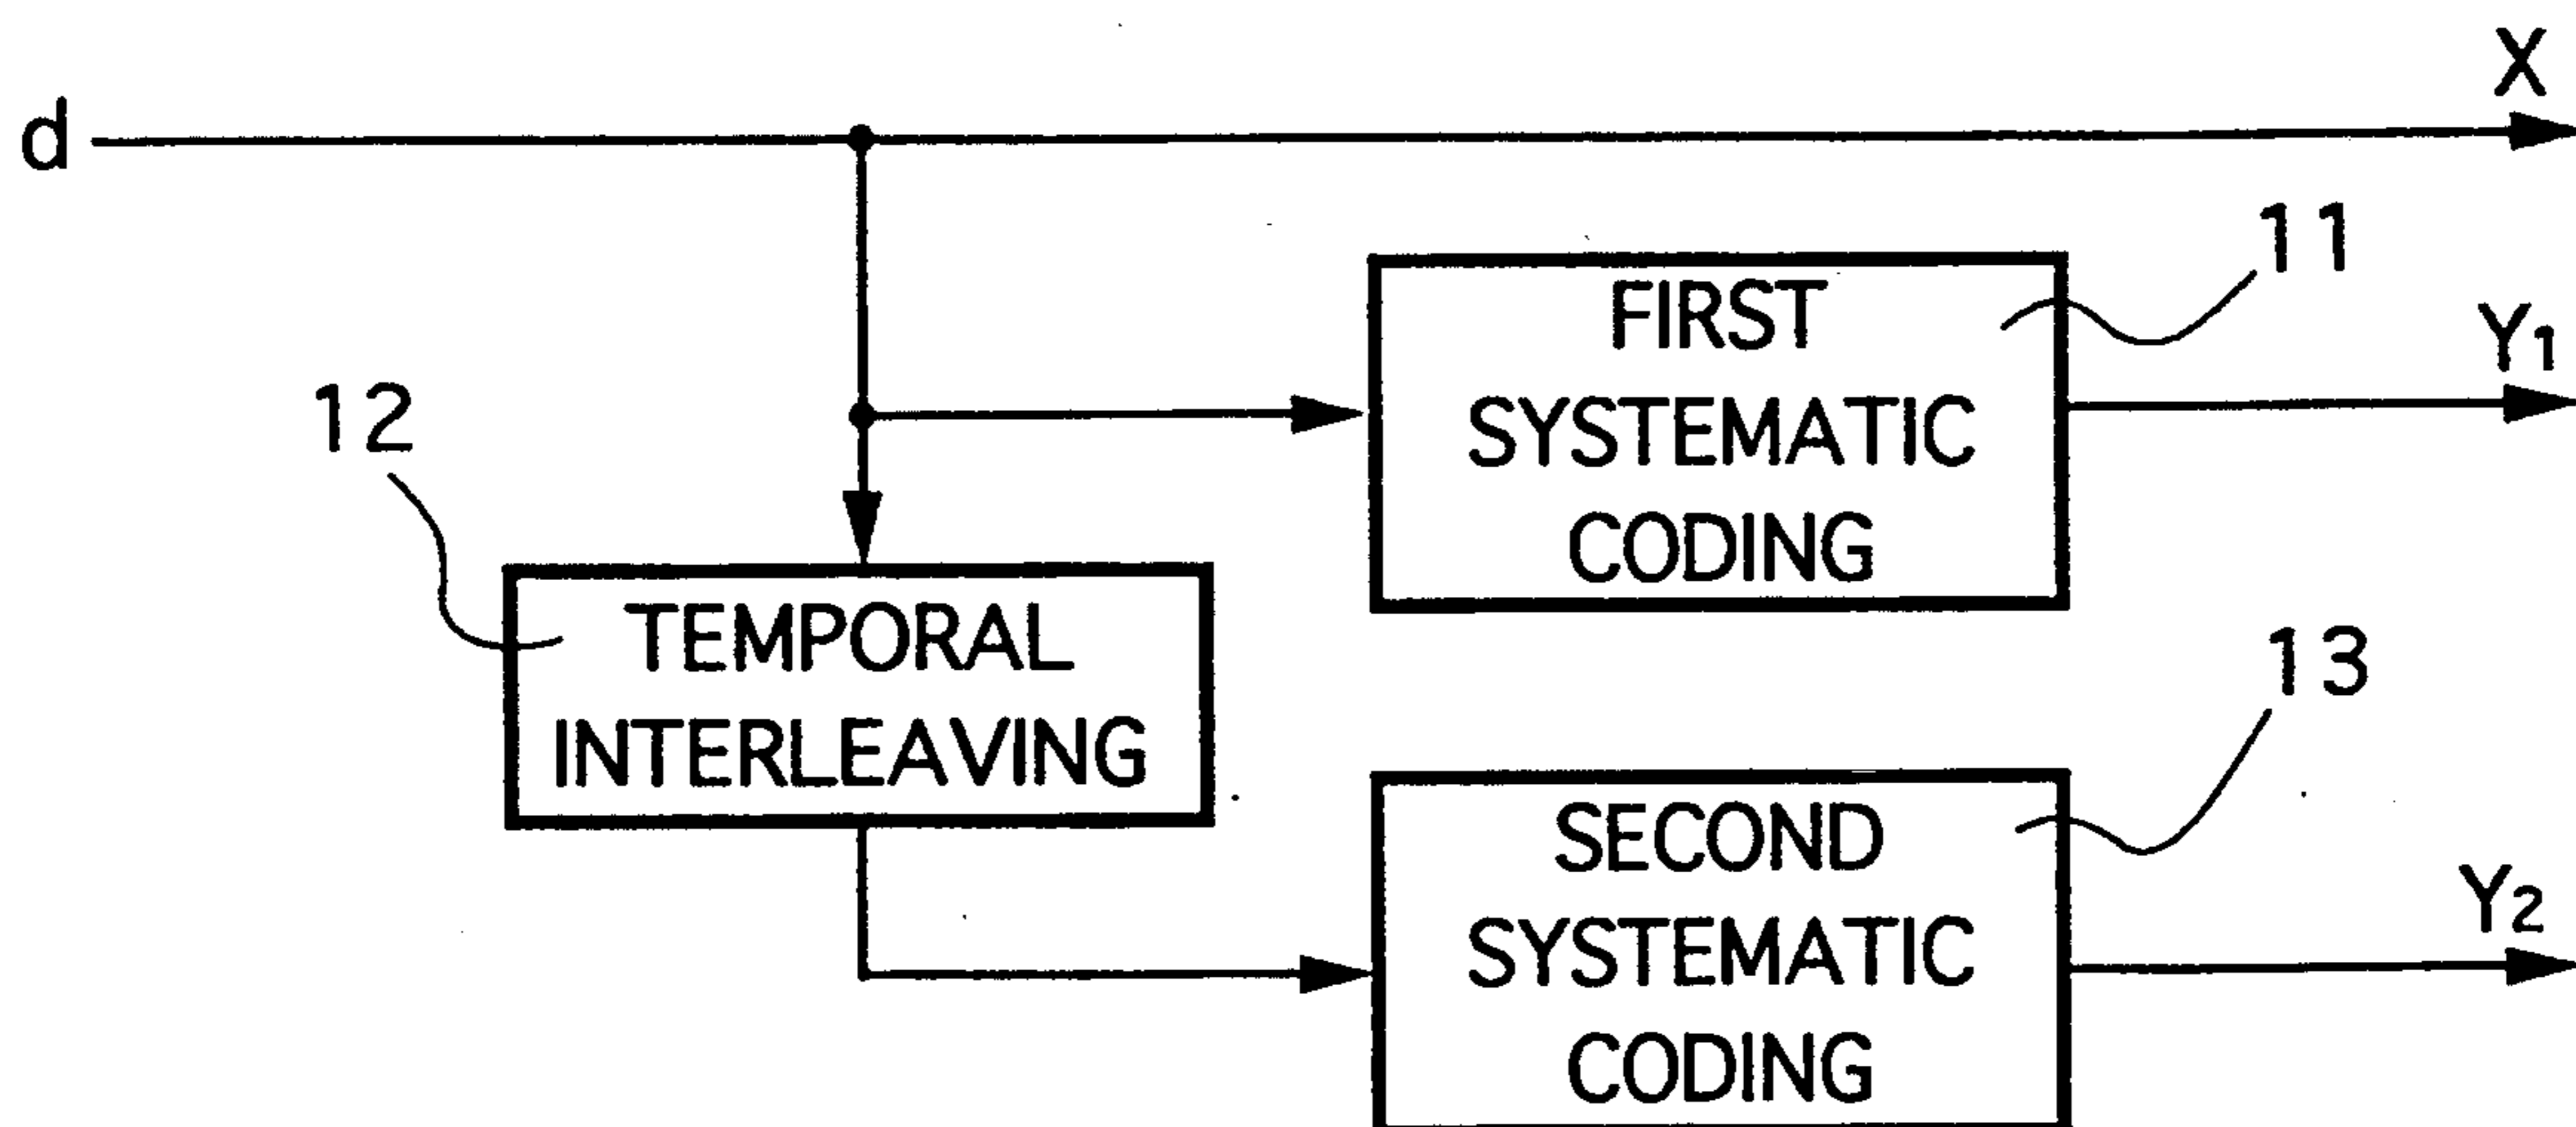 d
X
11
FIRST
SYSTEMATIC
CODING
Y1
12
TEMPORAL
INTERLEAVING
13
SECOND
SYSTEMATIC
CODING
Y2